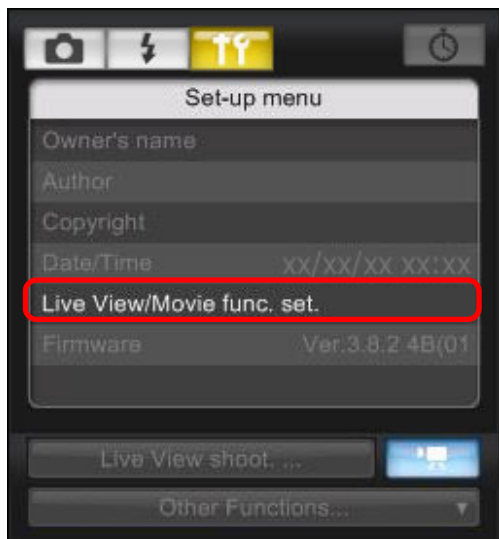 Set-up menu
Owner's name
Author
Copyright
Date/Time xx/xx/xx xx:xx
Live View/Movie func. set.
Firmware Ver.3.8.2 4B(01
Live View shoot. ...
Other Functions...